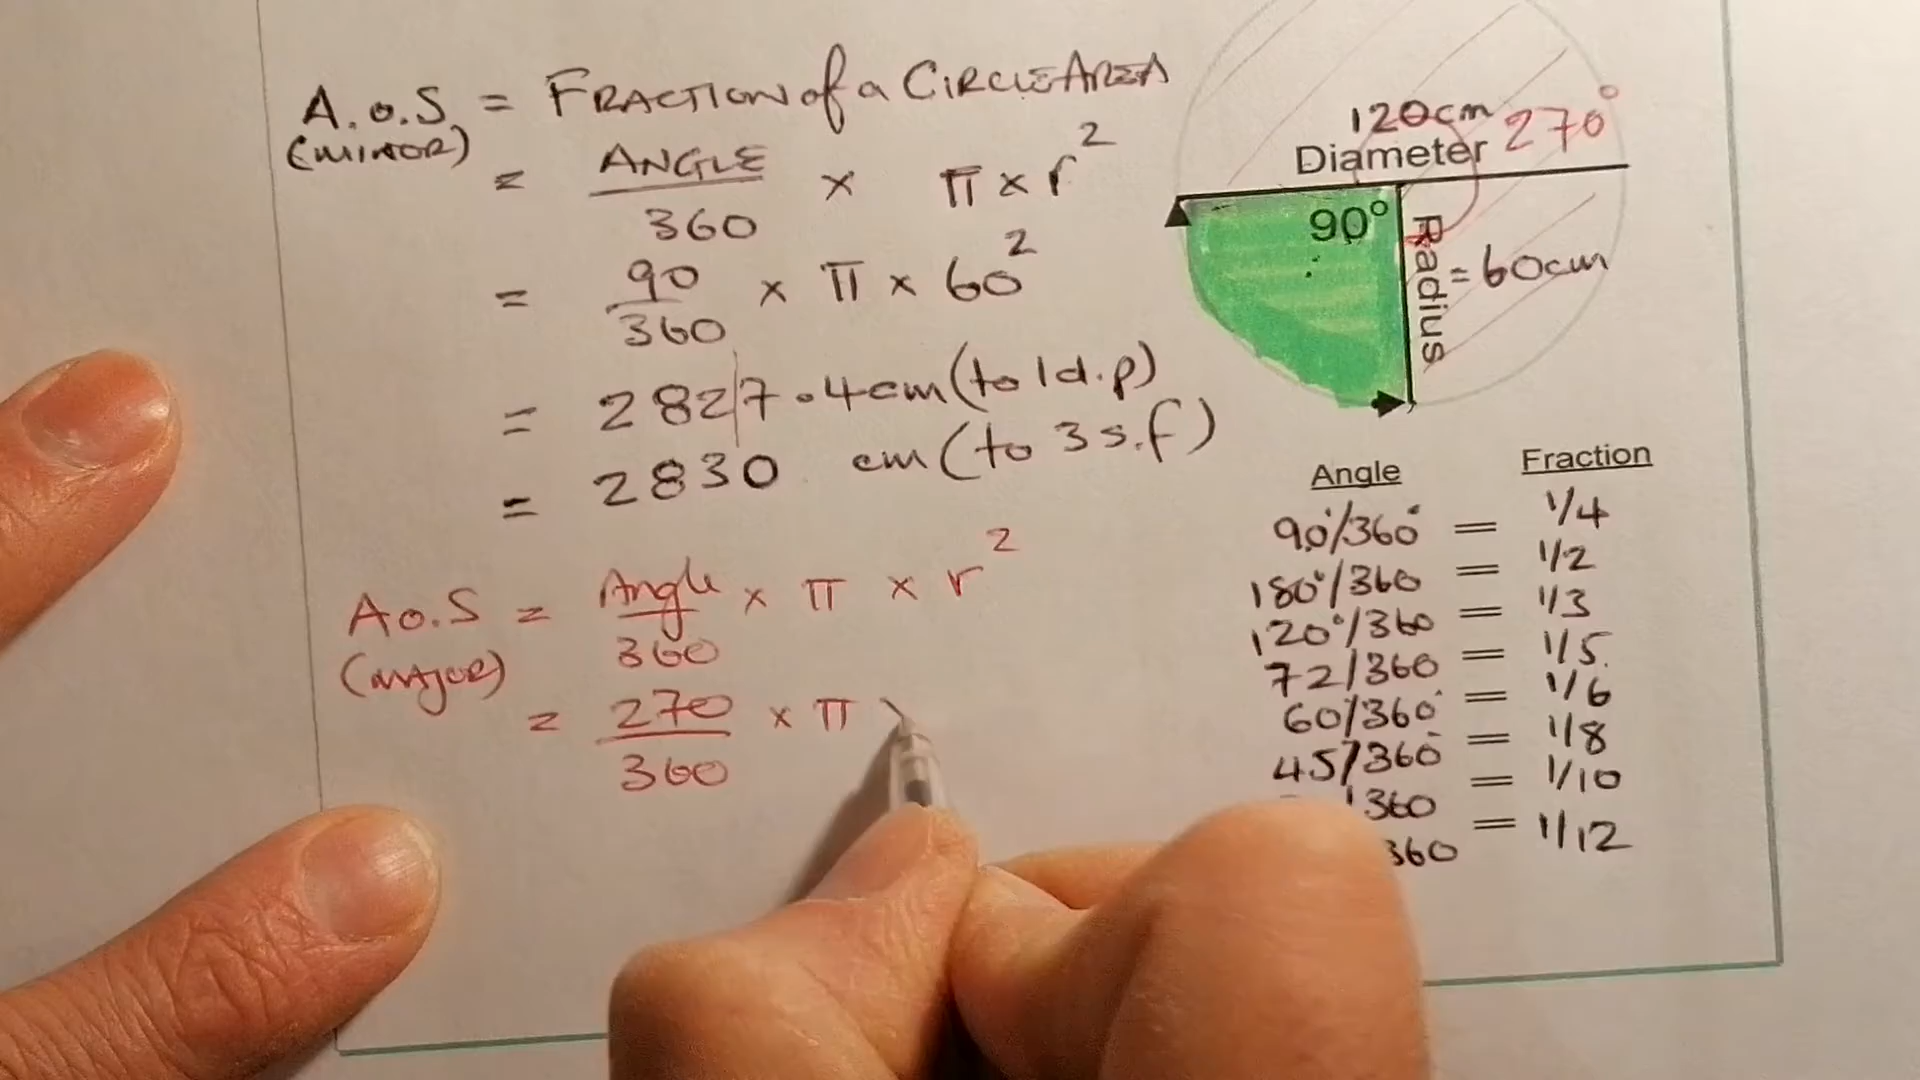 A.o.S = FRACTION of a CIRCLE AREA
(MINOR)
= ANGLE/360 × π × r²
= 90/360 × π × 60²
= 2827.4cm (to 1d.p)
= 2830 cm (to 3 s.f)
Ao.S = Angle/360 × π × r²
(MAJOR)
= 270/360 × π
120cm
Diameter
270°
90°
Radius
= 60cm
Angle Fraction
90°/360° = 1/4
180°/360 = 1/2
120°/360 = 1/3
72/360 = 1/5.
60/360° = 1/6
45/360° = 1/8
/360 = 1/10
360 = 1/12